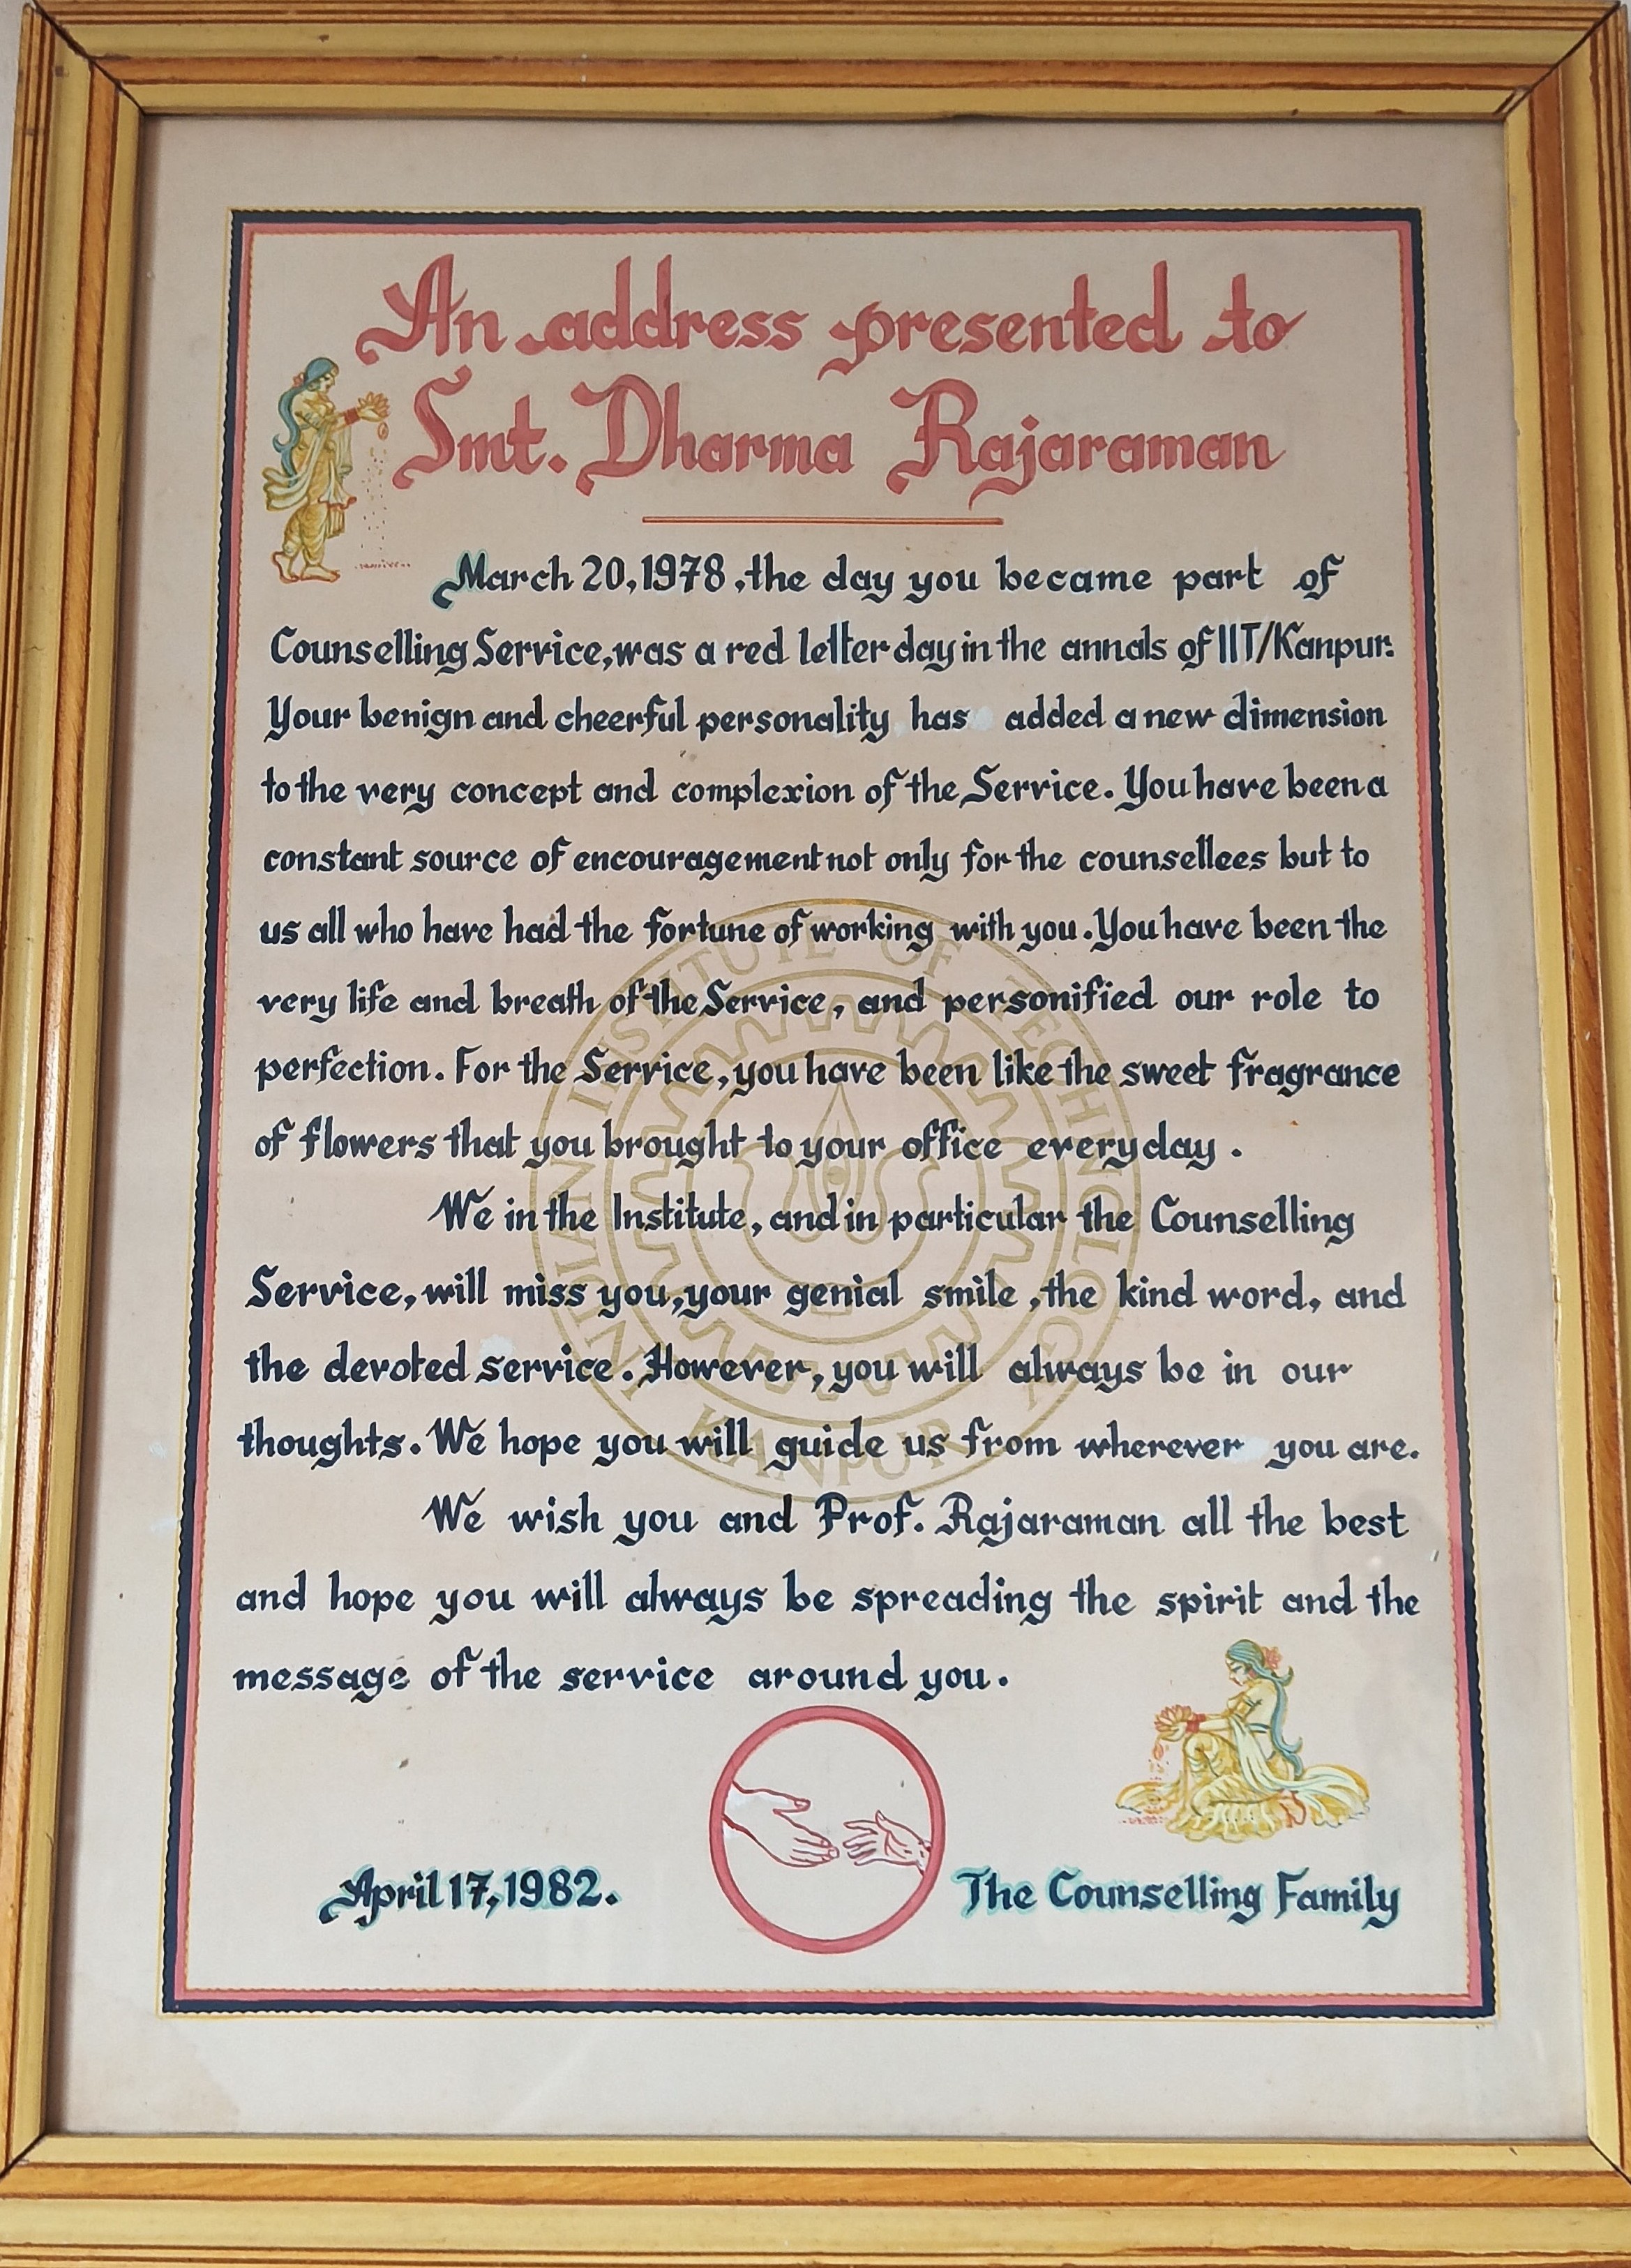 An address presented to
Smt. Dharma Rajaraman
March 20, 1978, the day you became part of
Counselling Service, was a red letter day in the annals of IIT/Kanpur.
Your benign and cheerful personality has added a new dimension
to the very concept and complexion of the Service. You have been a
constant source of encouragement not only for the counsellees but to
us all who have had the fortune of working with you. You have been the
very life and breath of the Service, and personified our role to
perfection. For the Service, you have been like the sweet fragrance
of flowers that you brought to your office everyday.
We in the Institute, and in particular the Counselling
Service, will miss you, your genial smile, the kind word, and
the devoted service. However, you will always be in our
thoughts. We hope you will guide us from wherever you are.
We wish you and Prof. Rajaraman all the best
and hope you will always be spreading the spirit and the
message of the service around you.
April 17, 1982.
The Counselling Family
INDIAN INSTITUTE OF TECHNOLOGY
KANPUR